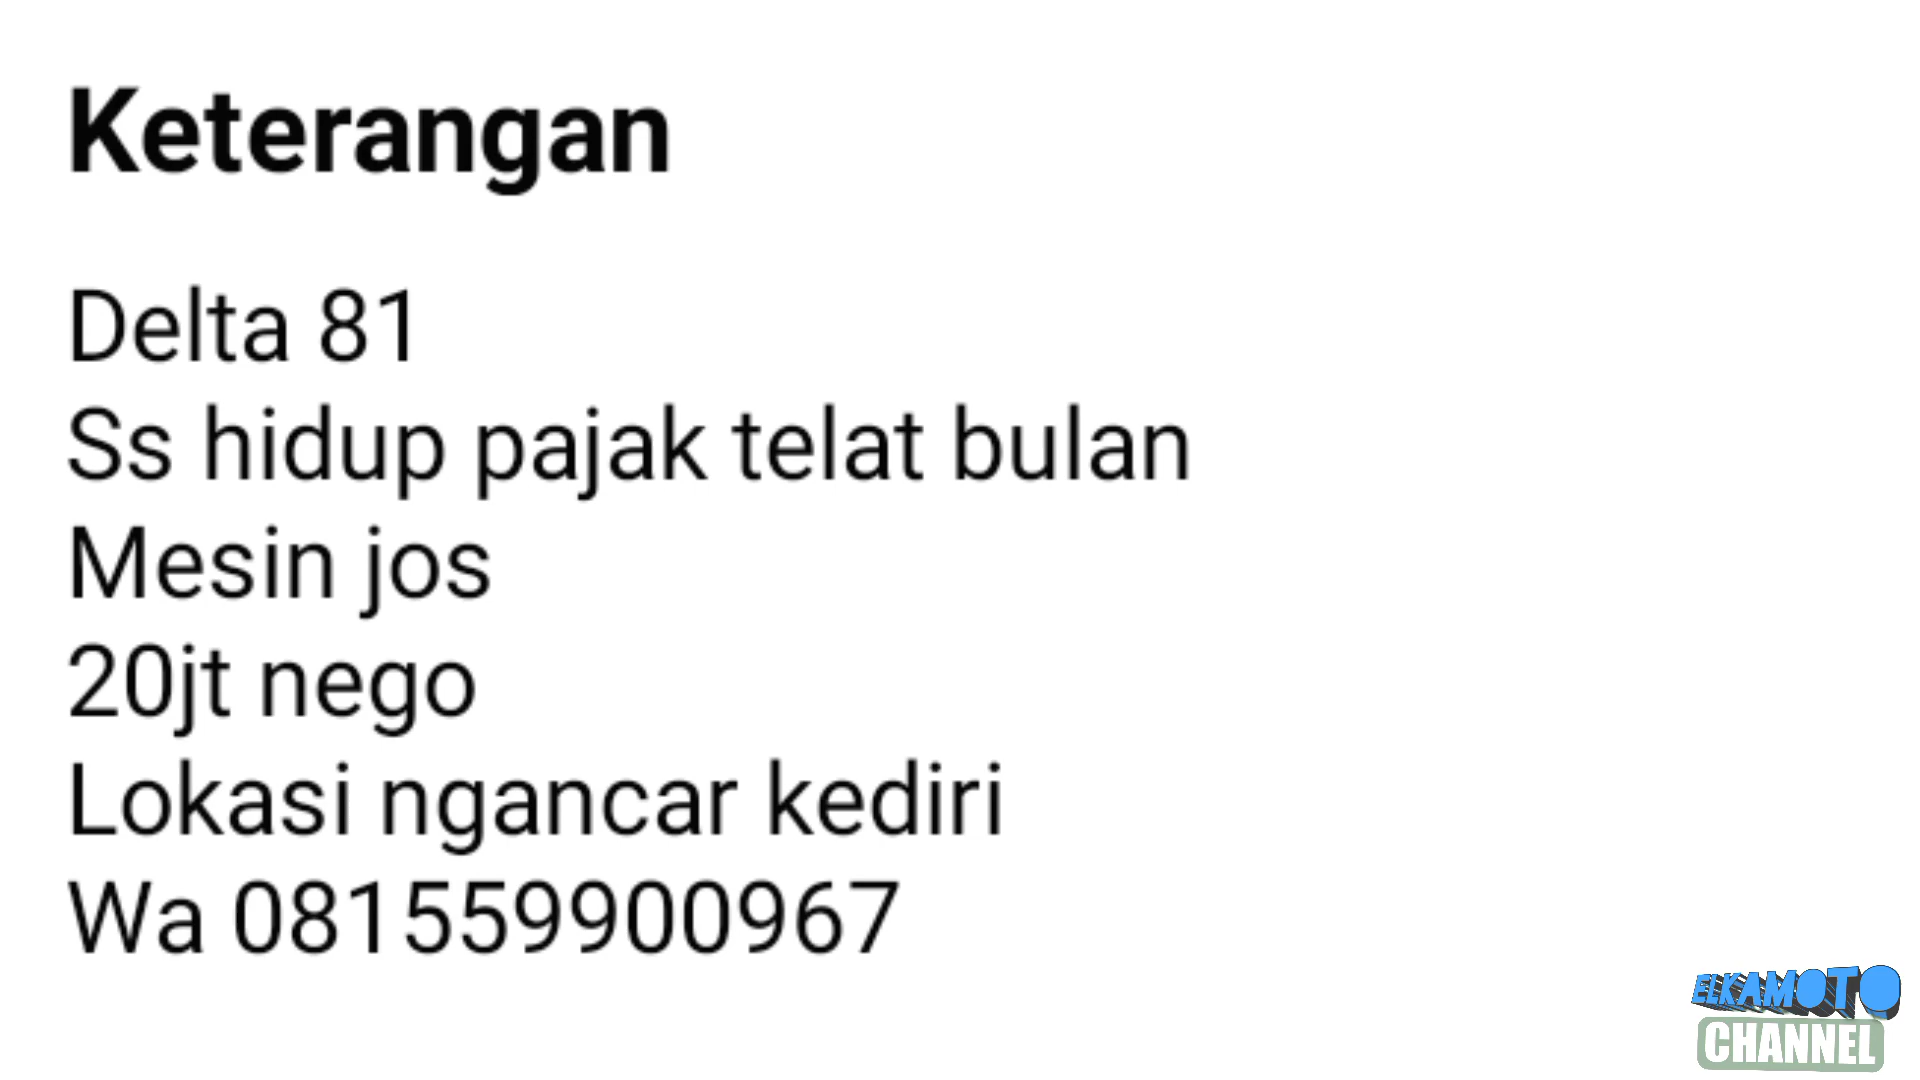 Keterangan
Delta 81
Ss hidup pajak telat bulan
Mesin jos
20jt nego
Lokasi ngancar kediri
Wa 081559900967
ELKAMOTO
CHANNEL